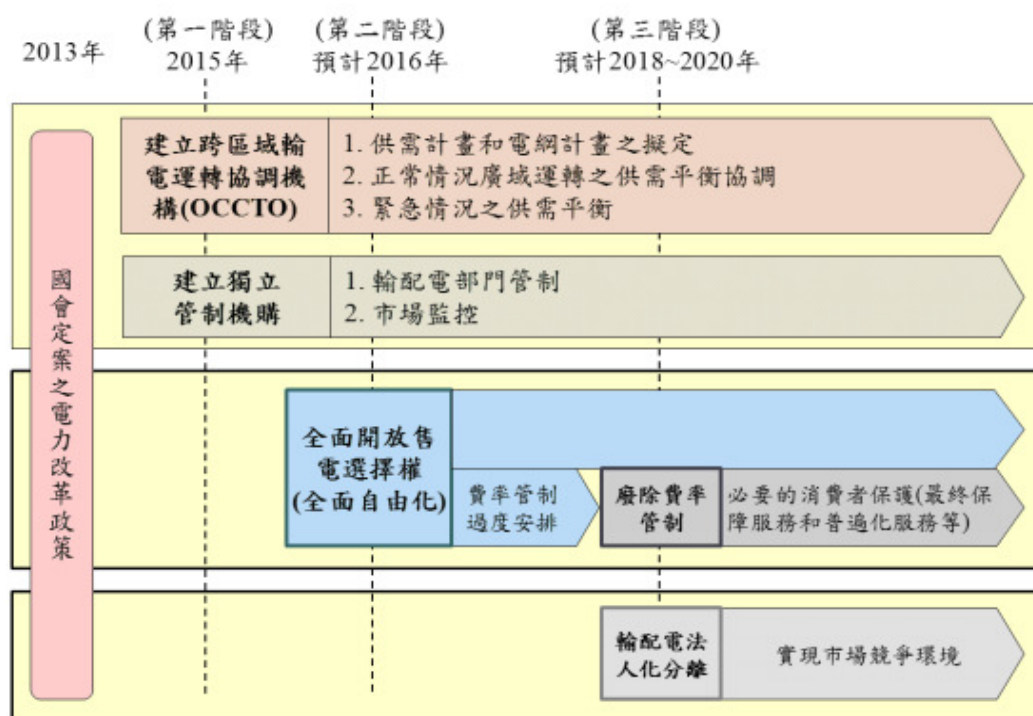 2013年
(第一階段)
2015年
(第二階段)
預計2016年
(第三階段)
預計2018~2020年
國會定案之電力改革政策
建立跨區域輸
電運轉協調機
構(OCCTO)
1. 供需計畫和電網計畫之擬定
2. 正常情況廣域運轉之供需平衡協調
3. 緊急情況之供需平衡
建立獨立
管制機購
1. 輸配電部門管制
2. 市場監控
全面開放售
電選擇權
(全面自由化)
費率管制
過度安排
廢除費率
管制
必要的消費者保護(最終保
障服務和普遍化服務等)
輸配電法
人化分離
實現市場競爭環境